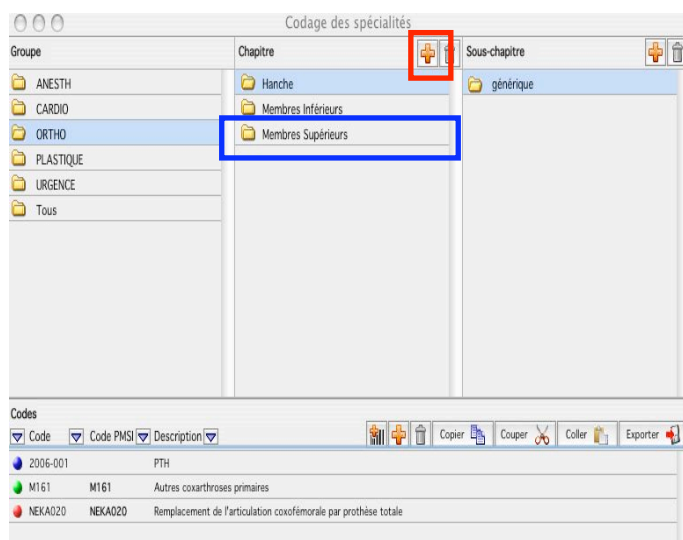 Codage des spécialités
Groupe Chapitre Sous-chapitre
ANESTH Hanche générique
CARDIO Membres Inférieurs
ORTHO Membres Supérieurs
PLASTIQUE
URGENCE
Tous
Codes
Code Code PMSI Description Copier Couper Coller Exporter
2006-001 PTH
M161 M161 Autres coxarthroses primaires
NEKA020 NEKA020 Remplacement de l'articulation coxofémorale par prothèse totale